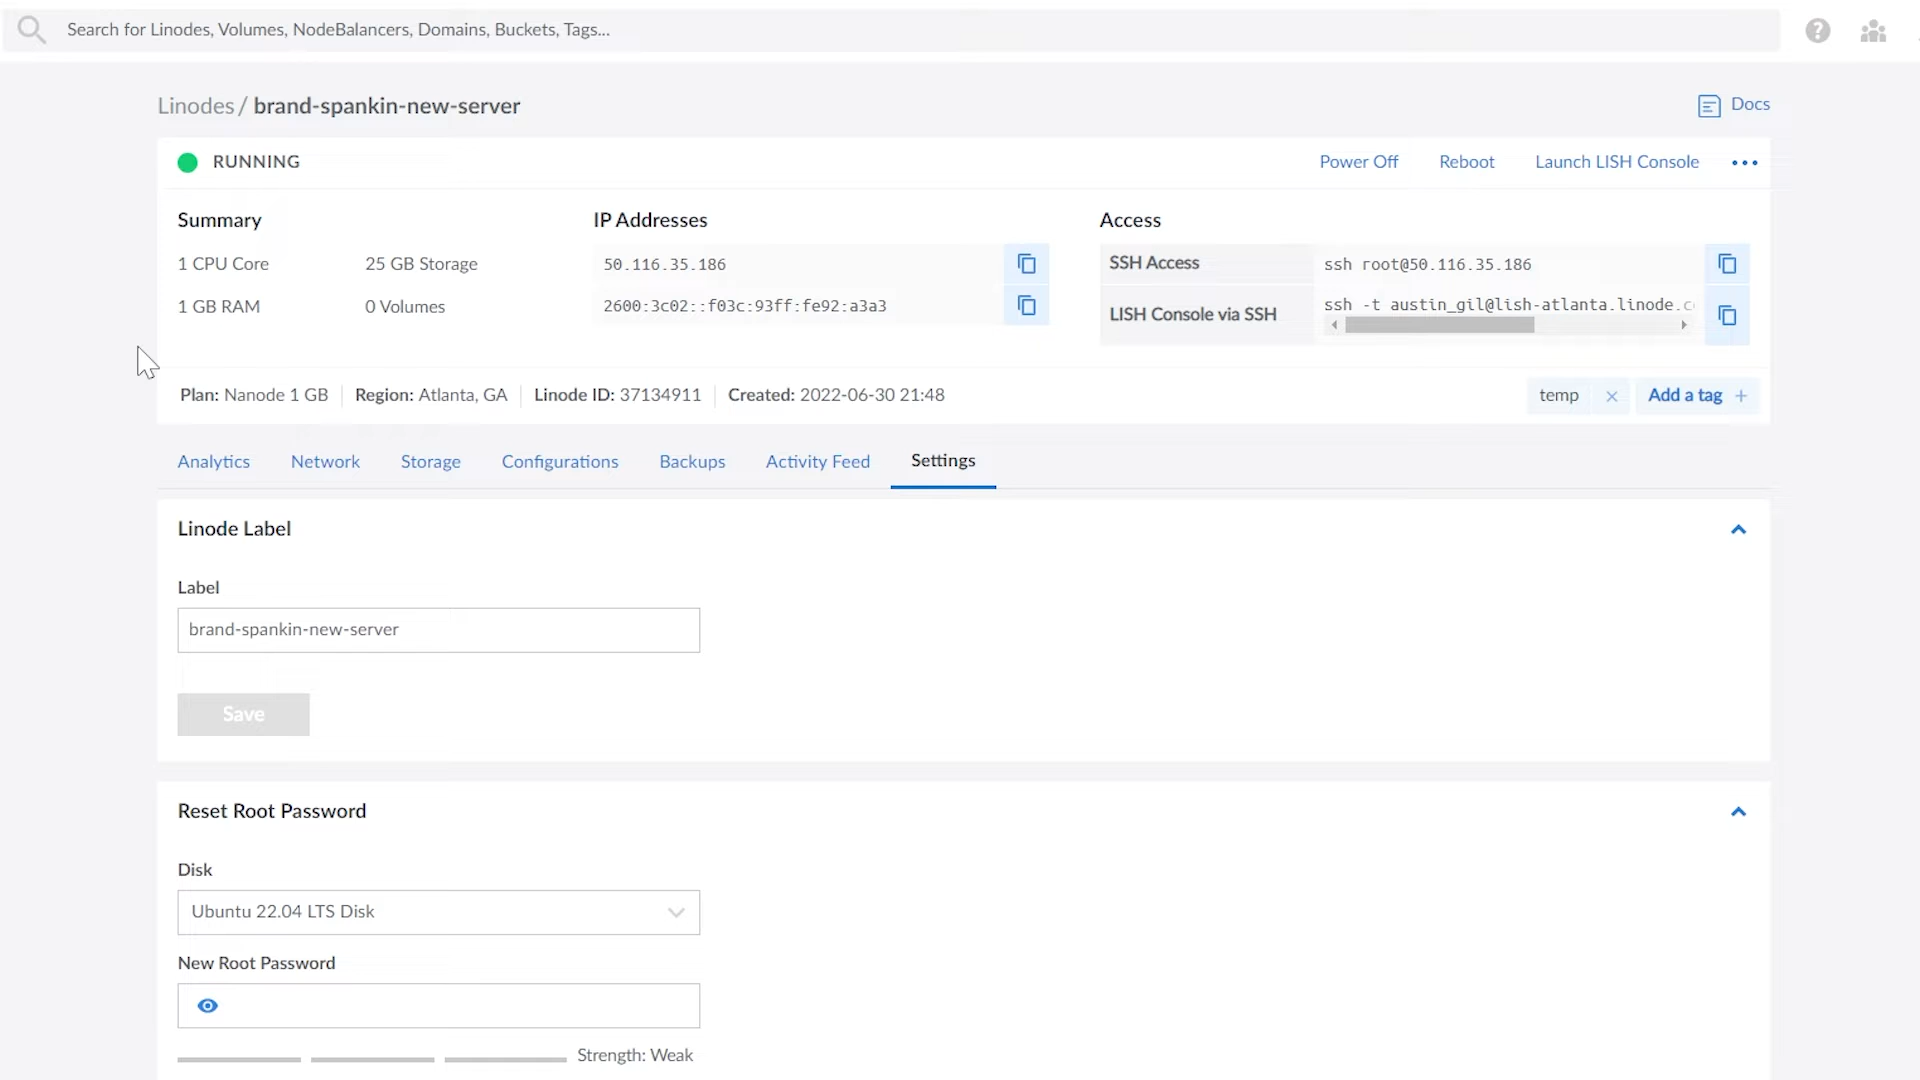 Search for Linodes, Volumes, NodeBalancers, Domains, Buckets, Tags...
Linodes / brand-spankin-new-server
Docs
RUNNING
Power Off
Reboot
Launch LISH Console
Summary
IP Addresses
Access
1 CPU Core
25 GB Storage
50.116.35.186
SSH Access
ssh root@50.116.35.186
1 GB RAM
0 Volumes
2600:3c02::f03c:93ff:fe92:a3a3
LISH Console via SSH
ssh -t austin_gil@lish-atlanta.linode.c
Plan: Nanode 1 GB
Region: Atlanta, GA
Linode ID: 37134911
Created: 2022-06-30 21:48
temp
Add a tag +
Analytics
Network
Storage
Configurations
Backups
Activity Feed
Settings
Linode Label
Label
brand-spankin-new-server
Save
Reset Root Password
Disk
Ubuntu 22.04 LTS Disk
New Root Password
Strength: Weak